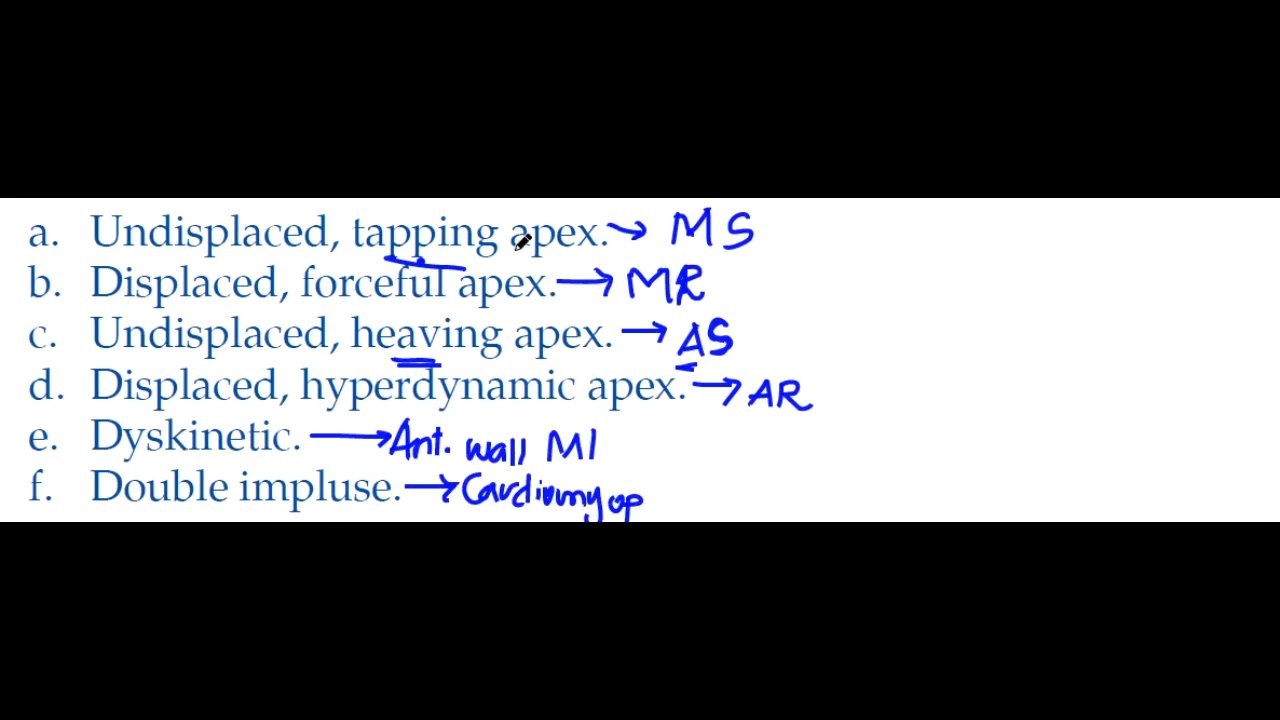 a. Undisplaced, tapping apex. → MS
b. Displaced, forceful apex. → MR
c. Undisplaced, heaving apex. → AS
d. Displaced, hyperdynamic apex. → AR
e. Dyskinetic. → Ant. wall MI
f. Double impluse. → Cardiomyop